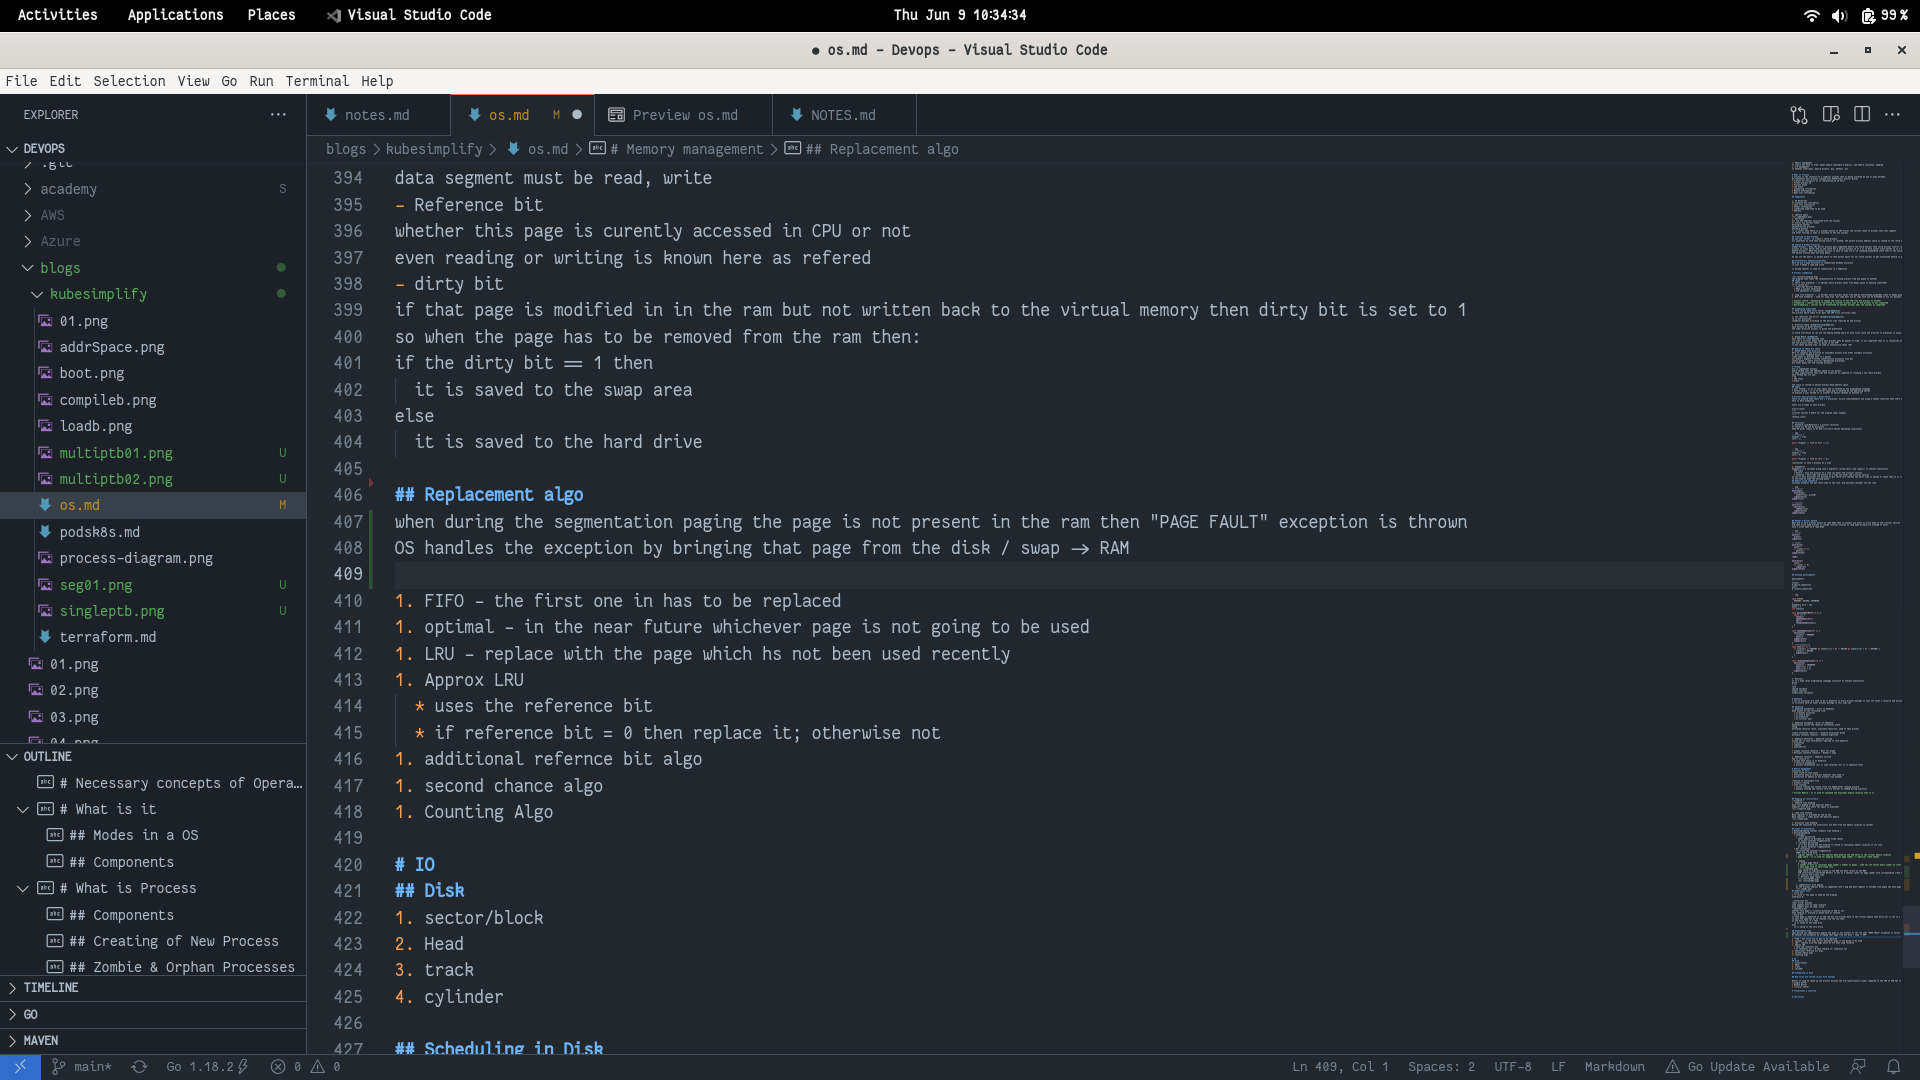 Activities Applications Places Visual Studio Code Thu Jun 9 10:34:34 99%
● os.md - Devops - Visual Studio Code
File Edit Selection View Go Run Terminal Help
EXPLORER ···
DEVOPS
.git
academy S
AWS
Azure
blogs
kubesimplify
01.png
addrSpace.png
boot.png
compileb.png
loadb.png
multiptb01.png U
multiptb02.png U
os.md M
podsk8s.md
process-diagram.png
seg01.png U
singleptb.png U
terraform.md
01.png
02.png
03.png
04.png
OUTLINE
# Necessary concepts of Opera...
# What is it
## Modes in a OS
## Components
# What is Process
## Components
## Creating of New Process
## Zombie & Orphan Processes
TIMELINE
GO
MAVEN
notes.md os.md M Preview os.md NOTES.md
blogs > kubesimplify > os.md > # Memory management > ## Replacement algo
394 data segment must be read, write
395 - Reference bit
396 whether this page is curently accessed in CPU or not
397 even reading or writing is known here as refered
398 - dirty bit
399 if that page is modified in in the ram but not written back to the virtual memory then dirty bit is set to 1
400 so when the page has to be removed from the ram then:
401 if the dirty bit == 1 then
402 it is saved to the swap area
403 else
404 it is saved to the hard drive
405
406 ## Replacement algo
407 when during the segmentation paging the page is not present in the ram then "PAGE FAULT" exception is thrown
408 OS handles the exception by bringing that page from the disk / swap -> RAM
409
410 1. FIFO - the first one in has to be replaced
411 1. optimal - in the near future whichever page is not going to be used
412 1. LRU - replace with the page which hs not been used recently
413 1. Approx LRU
414 * uses the reference bit
415 * if reference bit = 0 then replace it; otherwise not
416 1. additional refernce bit algo
417 1. second chance algo
418 1. Counting Algo
419
420 # IO
421 ## Disk
422 1. sector/block
423 2. Head
424 3. track
425 4. cylinder
426
427 ## Scheduling in Disk
main* Go 1.18.2 0 0 Ln 409, Col 1 Spaces: 2 UTF-8 LF Markdown Go Update Available